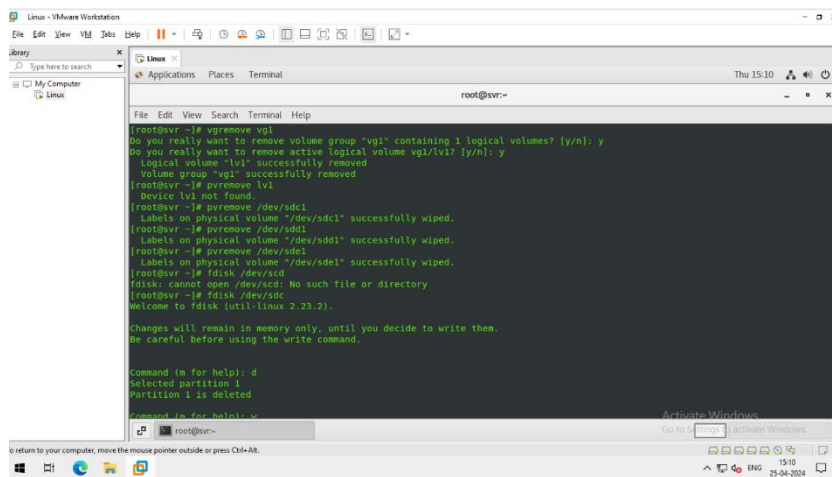 Linux - VMware Workstation
File Edit View VM Tabs Help
Library
Type here to search
My Computer
Linux
Linux
Applications Places Terminal
Thu 15:10
root@svr:~
File Edit View Search Terminal Help
[root@svr ~]# vgremove vg1
Do you really want to remove volume group "vg1" containing 1 logical volumes? [y/n]: y
Do you really want to remove active logical volume vg1/lv1? [y/n]: y
Logical volume "lv1" successfully removed
Volume group "vg1" successfully removed
[root@svr ~]# pvremove lv1
Device lv1 not found.
[root@svr ~]# pvremove /dev/sdc1
Labels on physical volume "/dev/sdc1" successfully wiped.
[root@svr ~]# pvremove /dev/sdd1
Labels on physical volume "/dev/sdd1" successfully wiped.
[root@svr ~]# pvremove /dev/sde1
Labels on physical volume "/dev/sde1" successfully wiped.
[root@svr ~]# fdisk /dev/scd
fdisk: cannot open /dev/scd: No such file or directory
[root@svr ~]# fdisk /dev/sdc
Welcome to fdisk (util-linux 2.23.2).
Changes will remain in memory only, until you decide to write them.
Be careful before using the write command.
Command (m for help): d
Selected partition 1
Partition 1 is deleted
Command (m for help): w
Activate Windows
Go to Settings to activate Windows.
root@svr:~
o return to your computer, move the mouse pointer outside or press Ctrl+Alt.
ENG
15:10
25-04-2024